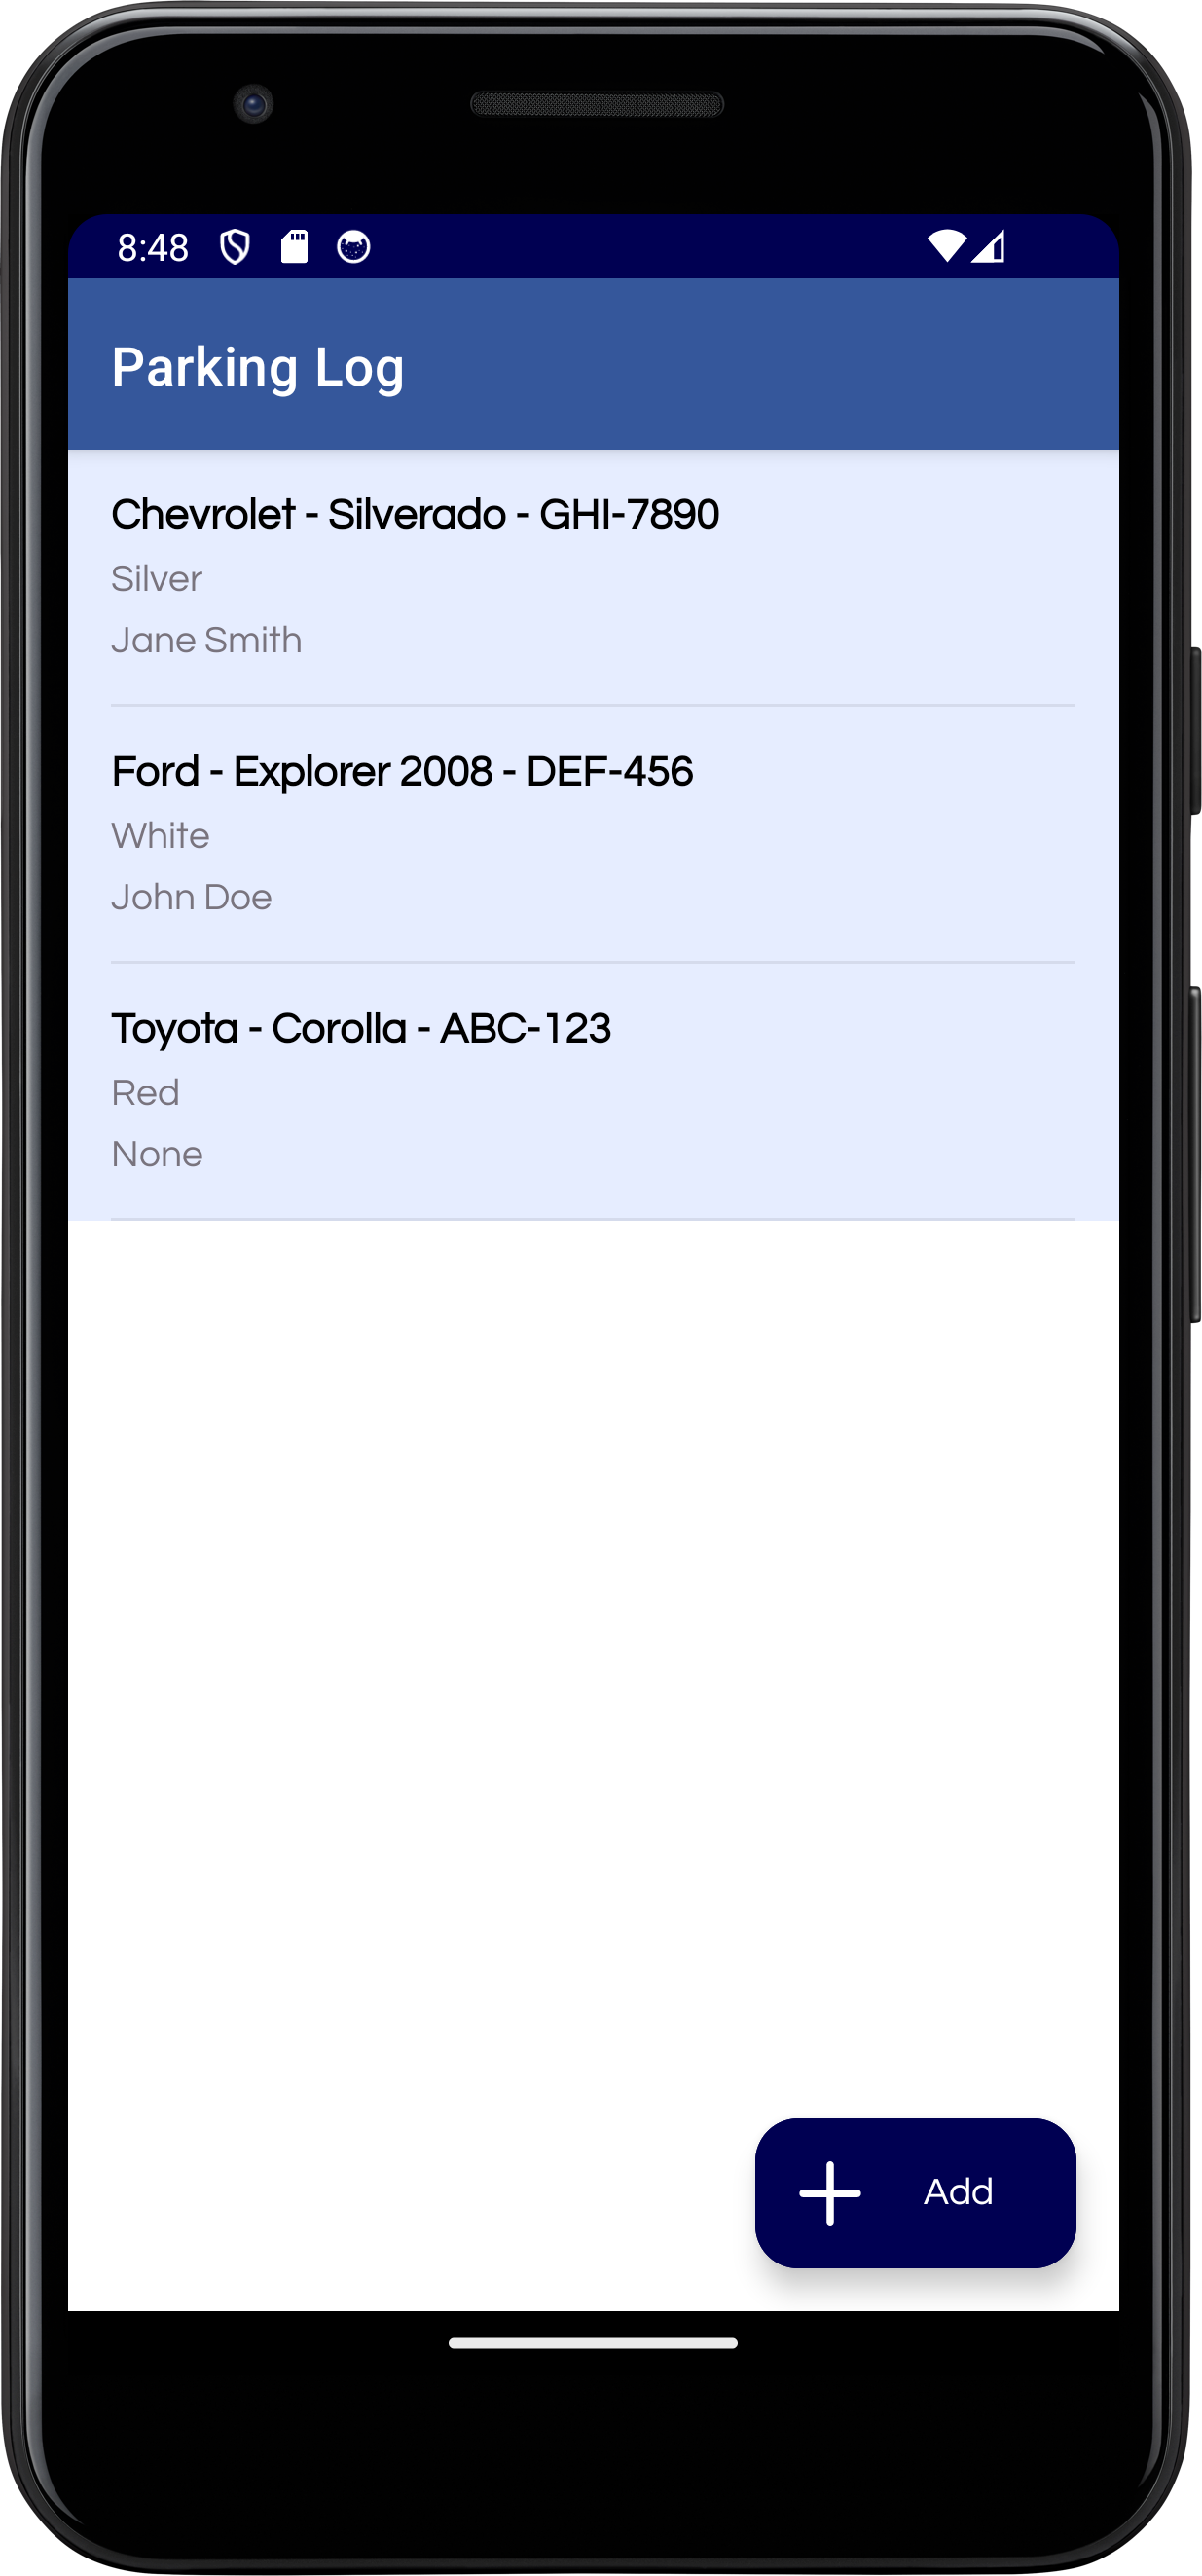 8:48
Parking Log
Chevrolet - Silverado - GHI-7890
Silver
Jane Smith
Ford - Explorer 2008 - DEF-456
White
John Doe
Toyota - Corolla - ABC-123
Red
None
Add